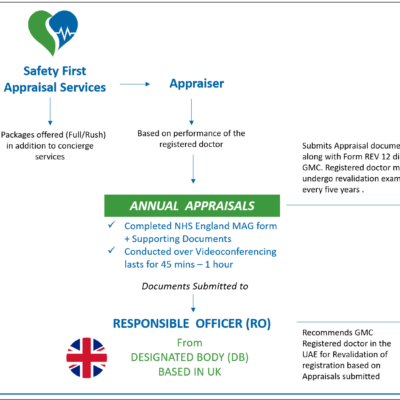 Safety First
Appraisal Services
Appraiser
Packages offered (Full/Rush)
in addition to concierge
services
Based on performance of the
registered doctor
Submits Appraisal docume
along with Form REV 12 di
GMC. Registered doctor m
undergo revalidation exam
every five years .
ANNUAL APPRAISALS
✓ Completed NHS England MAG form
+ Supporting Documents
✓ Conducted over Videoconferencing
lasts for 45 mins – 1 hour
Documents Submitted to
RESPONSIBLE OFFICER (RO)
From
DESIGNATED BODY (DB)
BASED IN UK
Recommends GMC
Registered doctor in the
UAE for Revalidation of
registration based on
Appraisals submitted